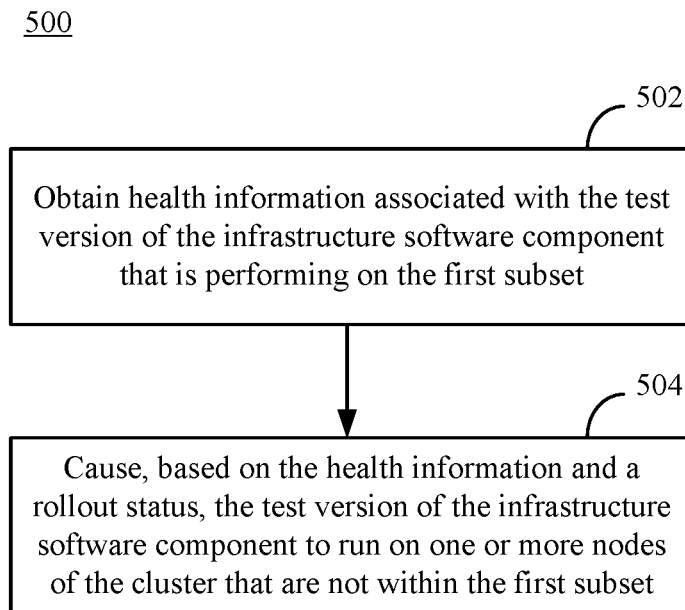 500
502
Obtain health information associated with the test
version of the infrastructure software component
that is performing on the first subset
504
Cause, based on the health information and a
rollout status, the test version of the infrastructure
software component to run on one or more nodes
of the cluster that are not within the first subset